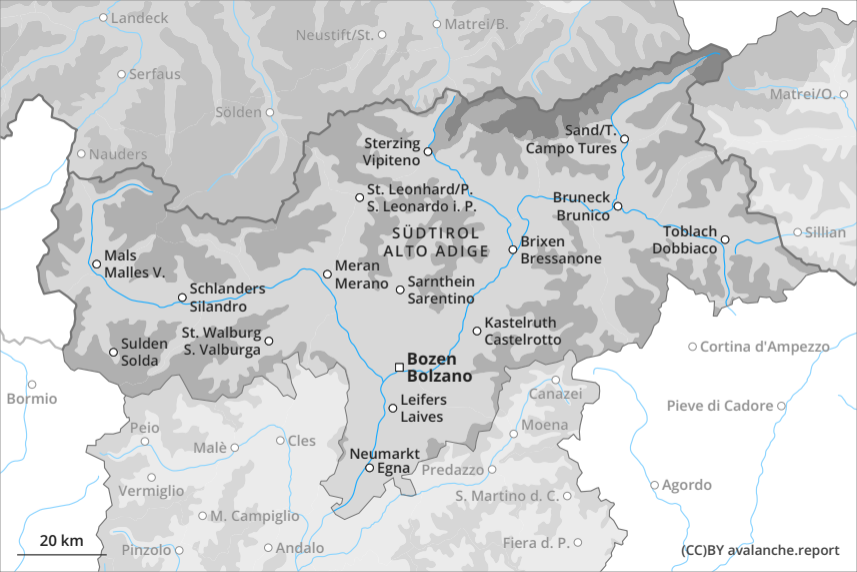 Landeck
Matrei/B.
Neustift/St.
Serfaus
Matrei/O.
Sölden
Sand/T.
Campo Tures
Sterzing
Vipiteno
Nauders
St. Leonhard/P.
S. Leonardo i. P.
Bruneck
Brunico
SÜDTIROL
ALTO ADIGE
Toblach
Dobbiaco
Sillian
Brixen
Bressanone
Mals
Malles V.
Meran
Merano
Sarnthein
Sarentino
Schlanders
Silandro
Kastelruth
Castelrotto
St. Walburg
S. Valburga
Sulden
Solda
Cortina d'Ampezzo
Bozen
Bolzano
Bormio
Canazei
Leifers
Laives
Pieve di Cadore
Peio
Moena
Cles
Malè
Neumarkt
Egna
Predazzo
Vermiglio
Agordo
S. Martino d. C.
M. Campiglio
20 km
Pinzolo
Andalo
Fiera d. P.
(CC)BY avalanche.report